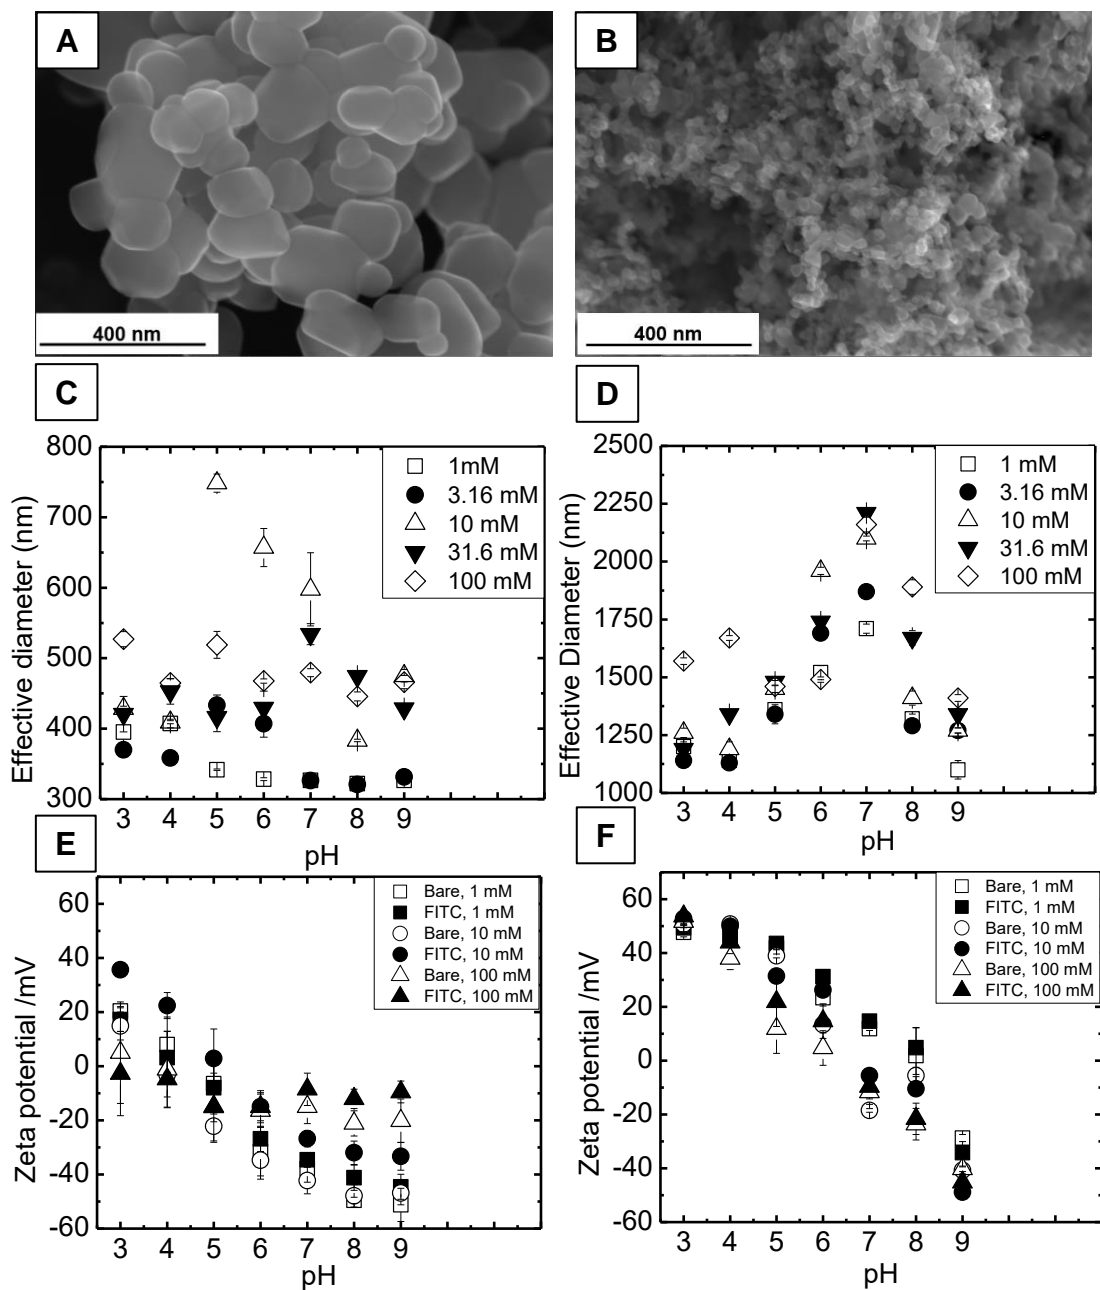 A
B
400 nm
400 nm
C
D
800
700
600
500
400
300
Effective diameter (nm)
1mM
3.16 mM
10 mM
31.6 mM
100 mM
3 4 5 6 7 8 9
pH
2500
2250
2000
1750
1500
1250
1000
Effective Diameter (nm)
1 mM
3.16 mM
10 mM
31.6 mM
100 mM
3 4 5 6 7 8 9
pH
E
F
60
40
20
0
-20
-40
-60
Zeta potential /mV
Bare, 1 mM
FITC, 1 mM
Bare, 10 mM
FITC, 10 mM
Bare, 100 mM
FITC, 100 mM
3 4 5 6 7 8 9
pH
60
40
20
0
-20
-40
-60
Zeta potential /mV
Bare, 1 mM
FITC, 1 mM
Bare, 10 mM
FITC, 10 mM
Bare, 100 mM
FITC, 100 mM
3 4 5 6 7 8 9
pH